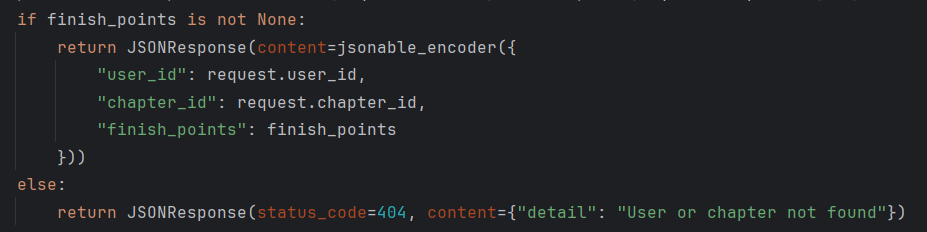 if finish_points is not None:
    return JSONResponse(content=jsonable_encoder({
        "user_id": request.user_id,
        "chapter_id": request.chapter_id,
        "finish_points": finish_points
    }))
else:
    return JSONResponse(status_code=404, content={"detail": "User or chapter not found"})